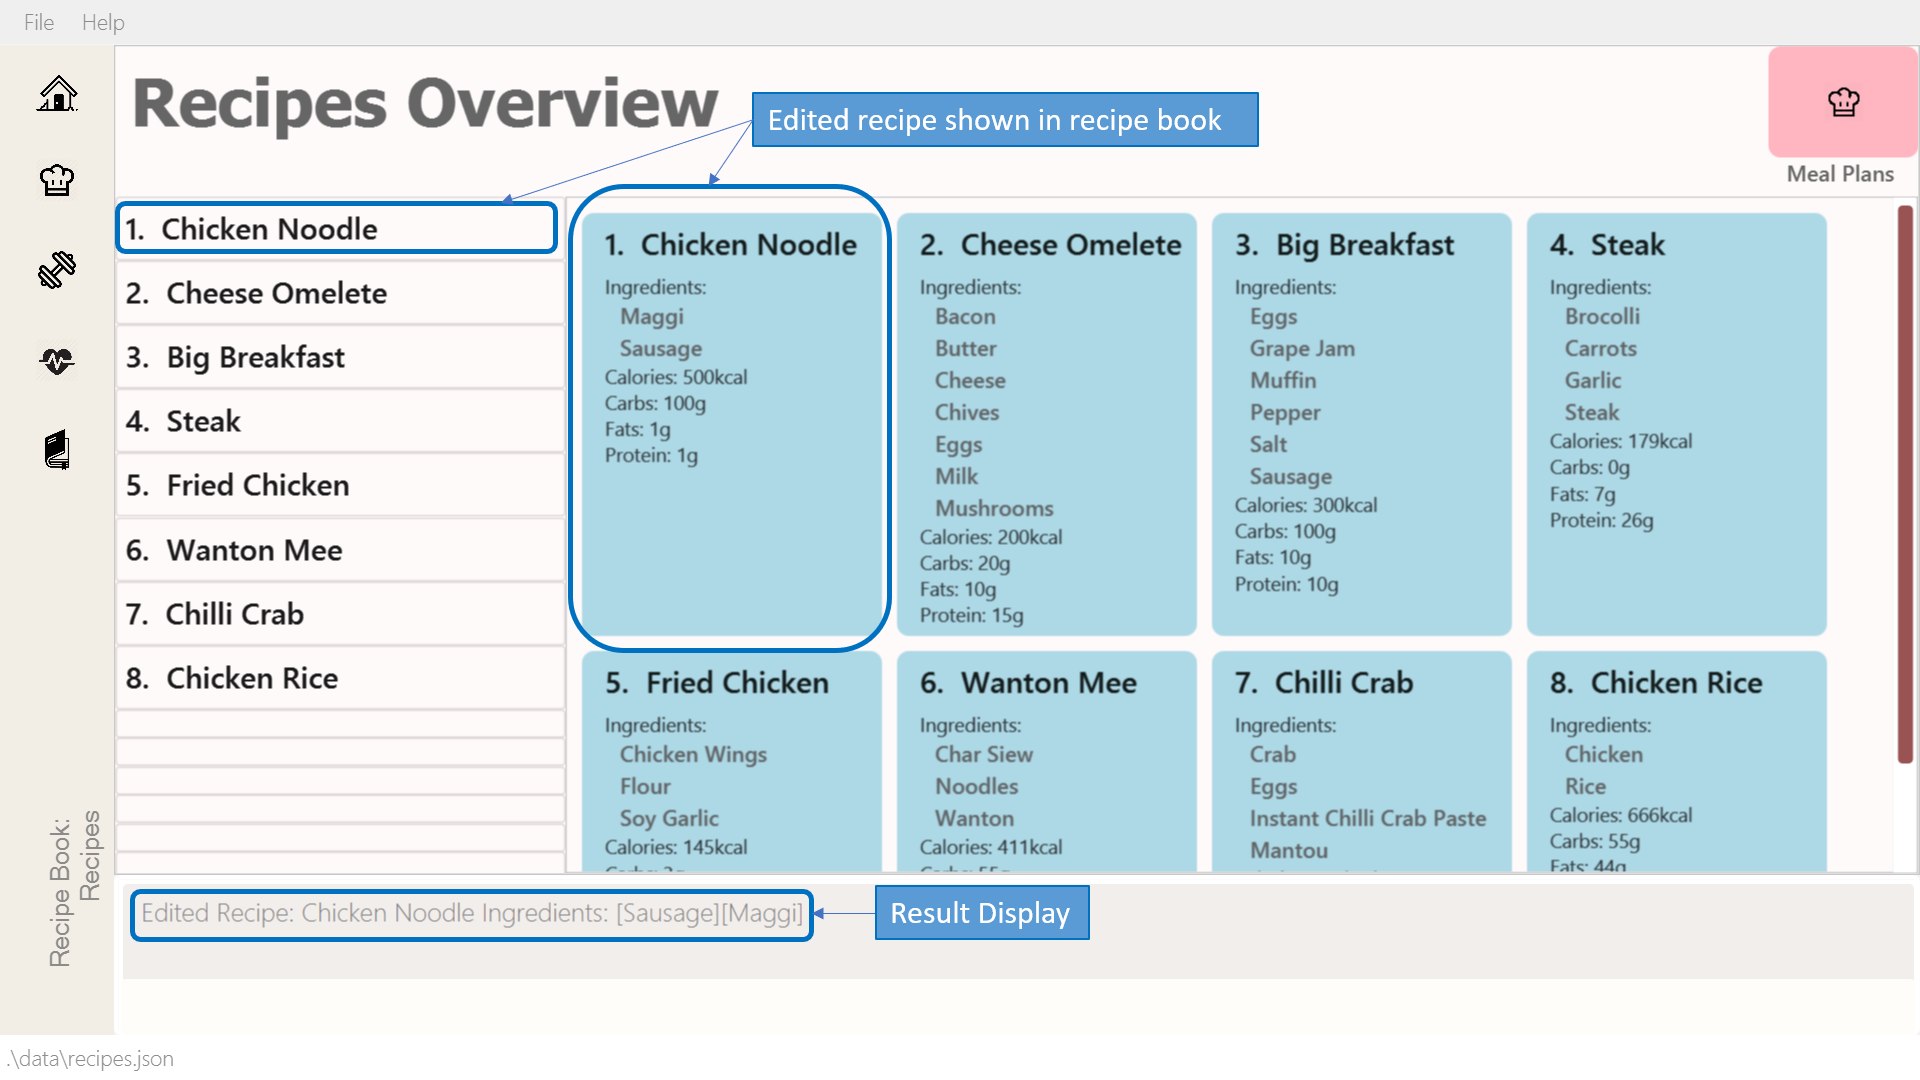 File Help
Recipes Overview
Edited recipe shown in recipe book
Meal Plans
1. Chicken Noodle
2. Cheese Omelete
3. Big Breakfast
4. Steak
5. Fried Chicken
6. Wanton Mee
7. Chilli Crab
8. Chicken Rice
1. Chicken Noodle
Ingredients:
Maggi
Sausage
Calories: 500kcal
Carbs: 100g
Fats: 1g
Protein: 1g
2. Cheese Omelete
Ingredients:
Bacon
Butter
Cheese
Chives
Eggs
Milk
Mushrooms
Calories: 200kcal
Carbs: 20g
Fats: 10g
Protein: 15g
3. Big Breakfast
Ingredients:
Eggs
Grape Jam
Muffin
Pepper
Salt
Sausage
Calories: 300kcal
Carbs: 100g
Fats: 10g
Protein: 10g
4. Steak
Ingredients:
Brocolli
Carrots
Garlic
Steak
Calories: 179kcal
Carbs: 0g
Fats: 7g
Protein: 26g
5. Fried Chicken
Ingredients:
Chicken Wings
Flour
Soy Garlic
Calories: 145kcal
6. Wanton Mee
Ingredients:
Char Siew
Noodles
Wanton
Calories: 411kcal
7. Chilli Crab
Ingredients:
Crab
Eggs
Instant Chilli Crab Paste
Mantou
8. Chicken Rice
Ingredients:
Chicken
Rice
Calories: 666kcal
Carbs: 55g
Fats: 44g
Recipe Book:
Recipes
Edited Recipe: Chicken Noodle Ingredients: [Sausage][Maggi]
Result Display
.\data\recipes.json